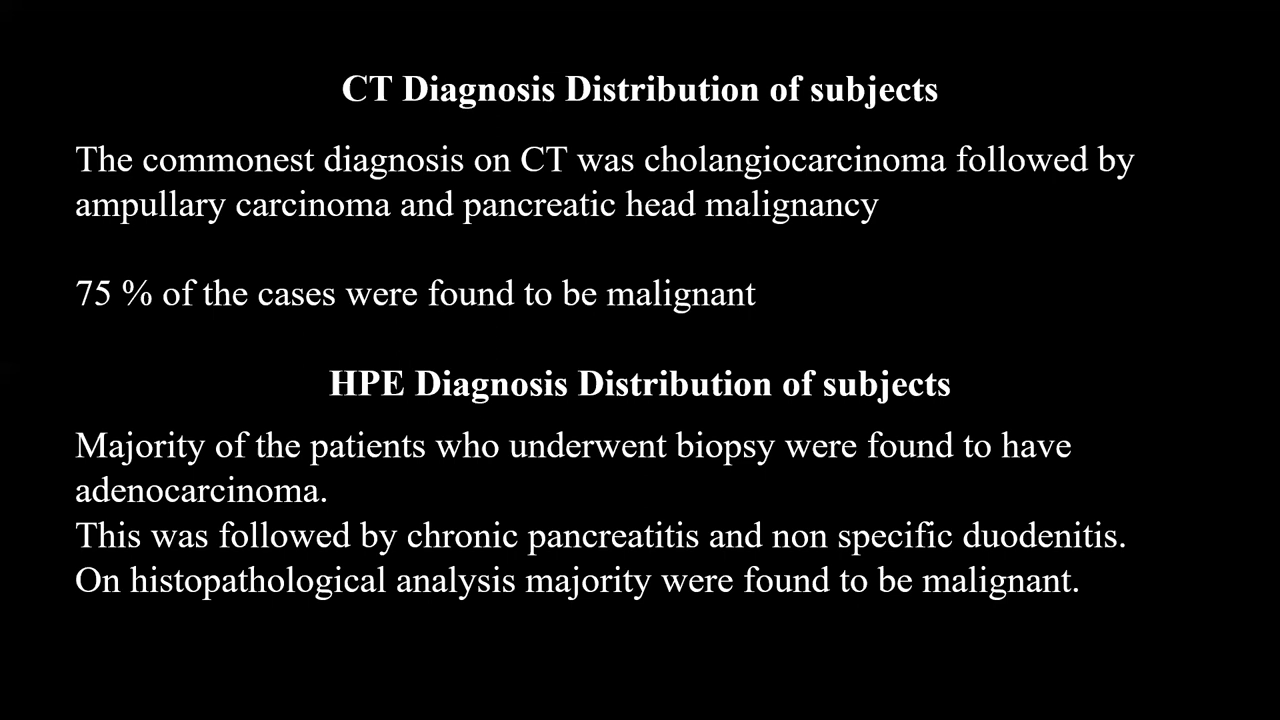 CT Diagnosis Distribution of subjects
The commonest diagnosis on CT was cholangiocarcinoma followed by
ampullary carcinoma and pancreatic head malignancy
75 % of the cases were found to be malignant
HPE Diagnosis Distribution of subjects
Majority of the patients who underwent biopsy were found to have
adenocarcinoma.
This was followed by chronic pancreatitis and non specific duodenitis.
On histopathological analysis majority were found to be malignant.